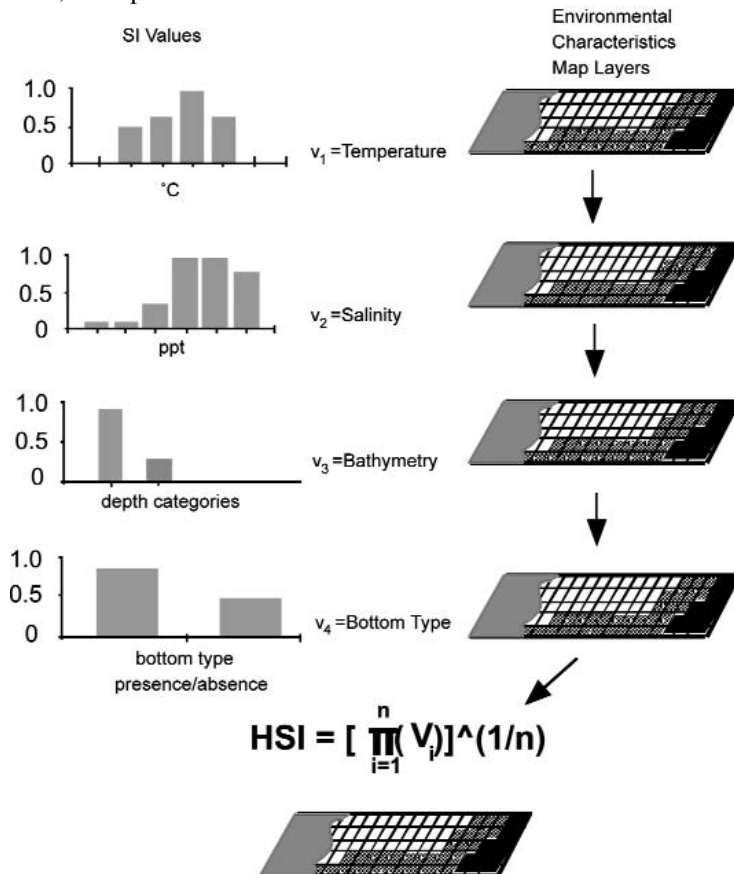 SI Values
Environmental
Characteristics
Map Layers
1.0
0.5
0
v1 =Temperature
˚C
1.0
0.5
0
v2 =Salinity
ppt
1.0
0.5
0
v3 =Bathymetry
depth categories
1.0
0.5
0
v4 =Bottom Type
bottom type
presence/absence
n
HSI = [ π( Vi)]^(1/n)
i=1